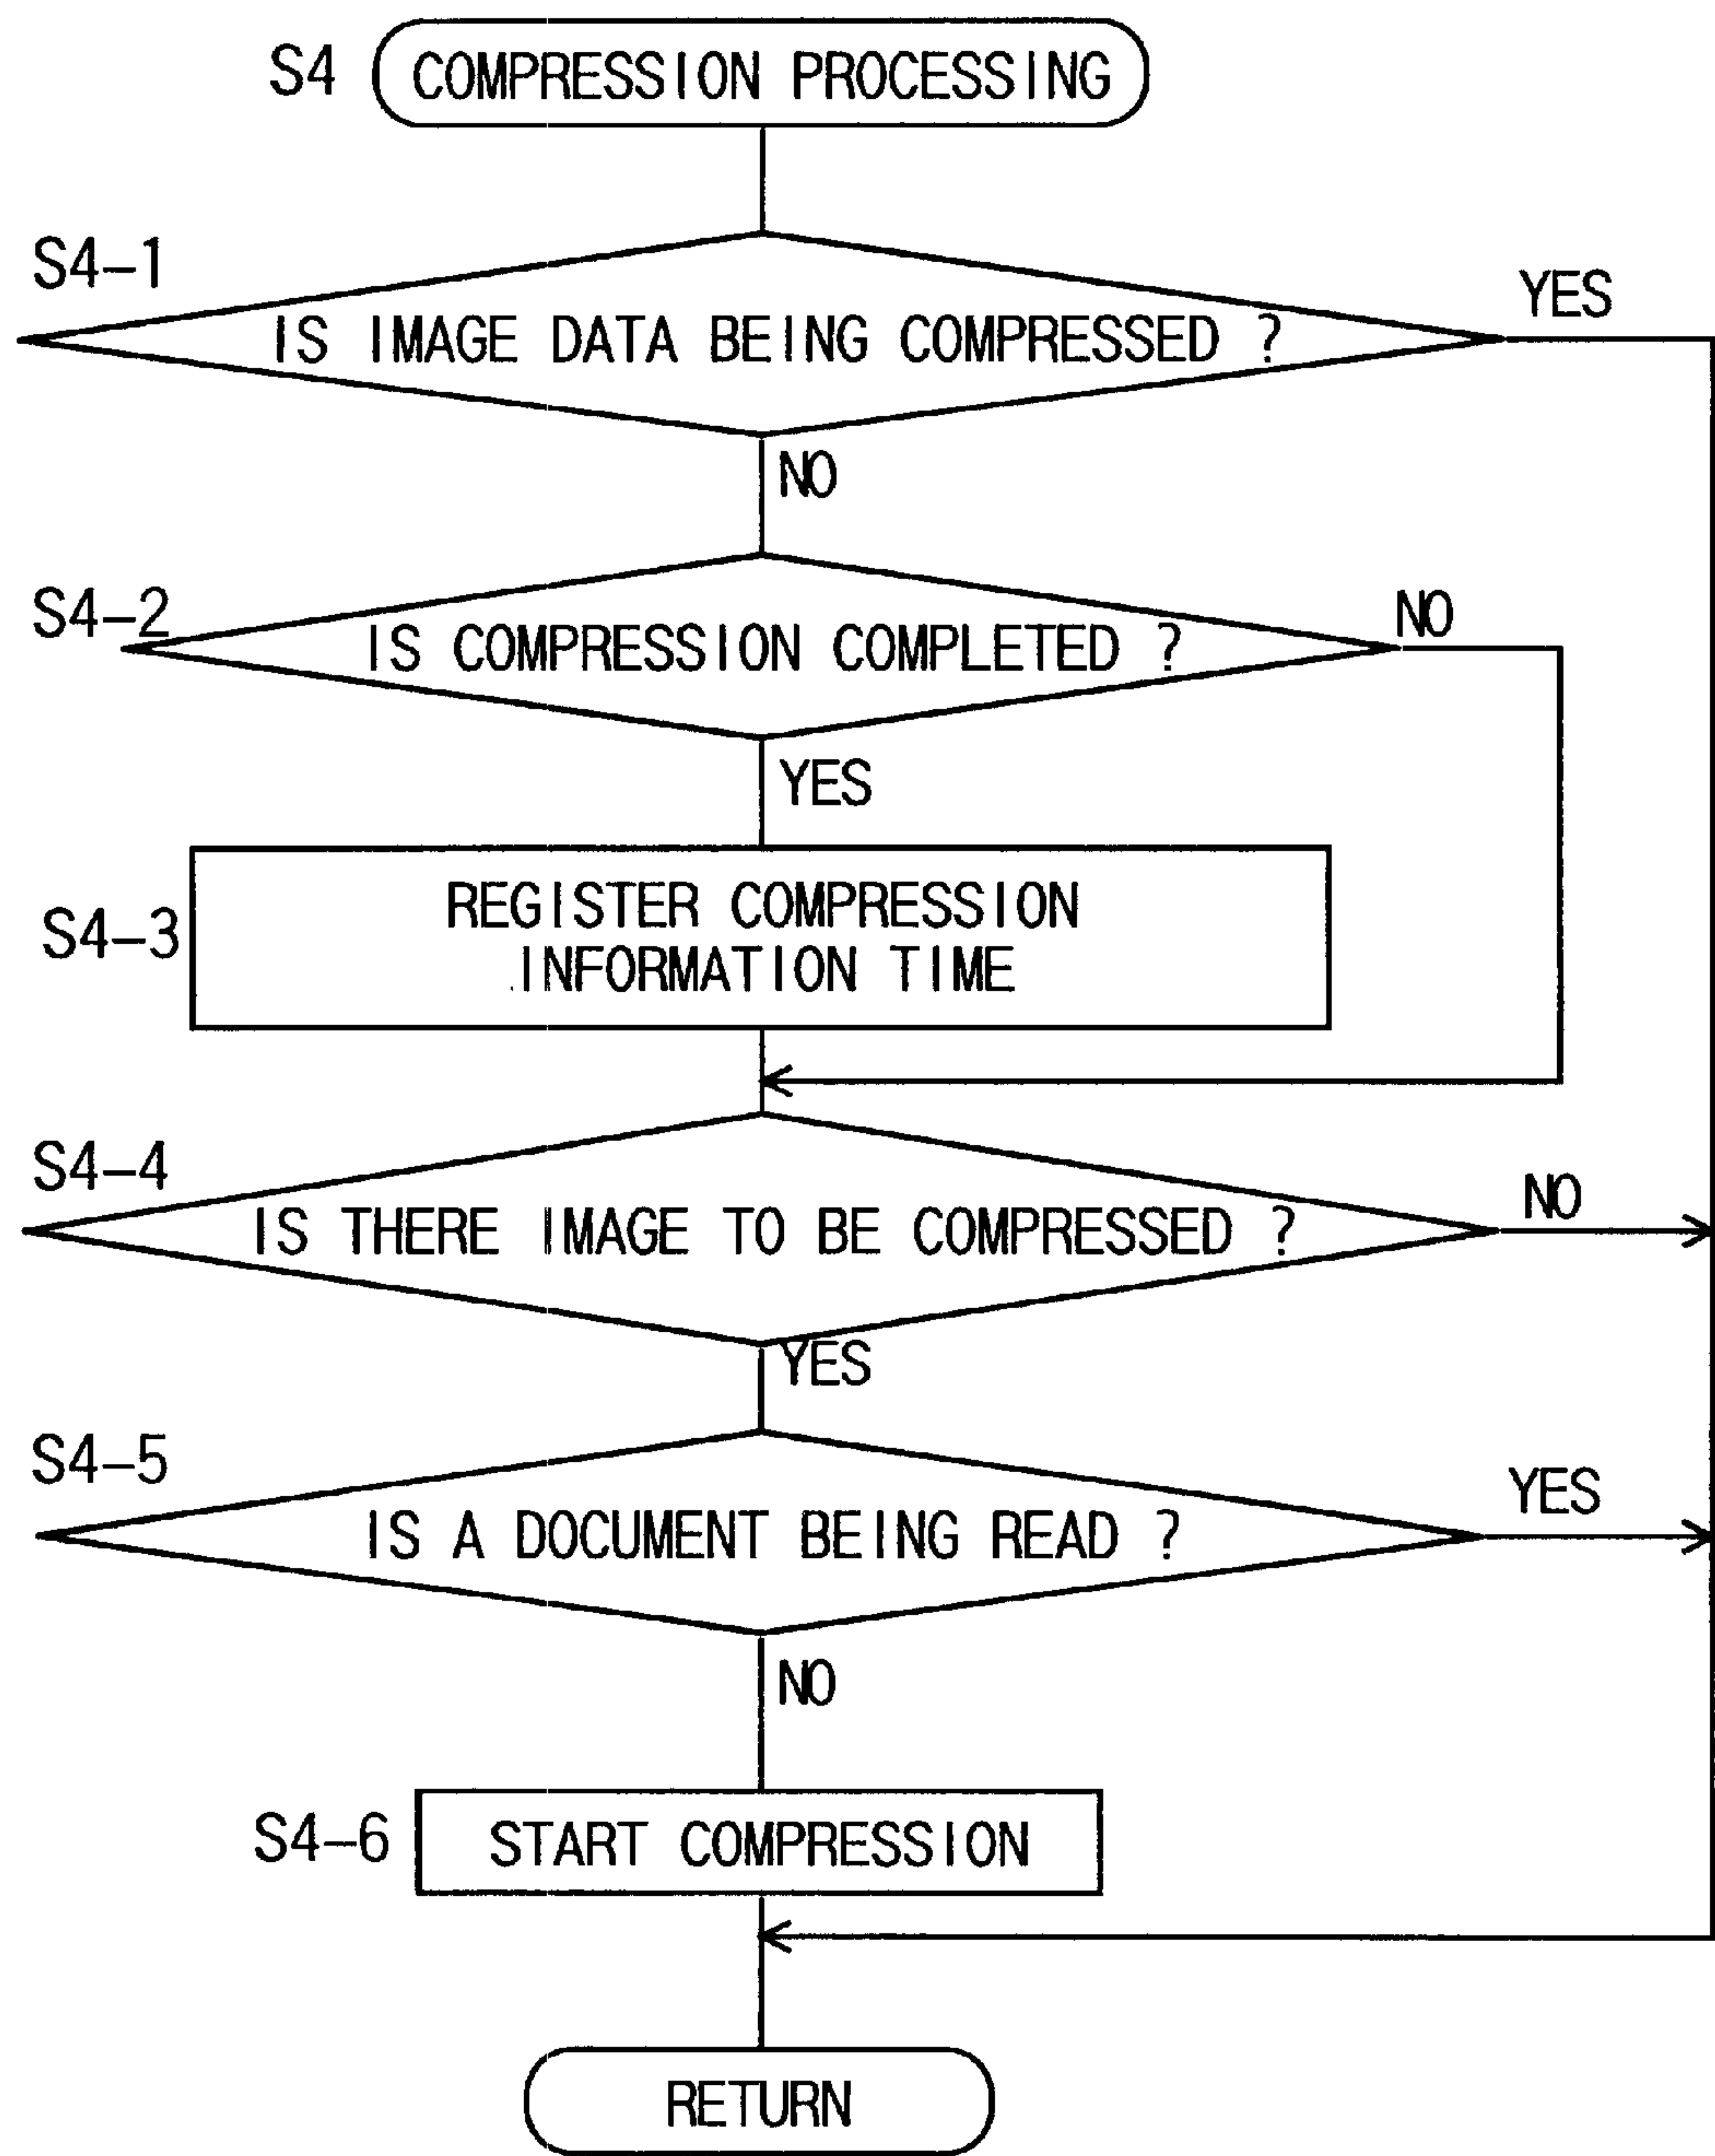 S4 COMPRESSION PROCESSING
S4-1
YES
IS IMAGE DATA BEING COMPRESSED ?
NO
S4-2
NO
IS COMPRESSION COMPLETED ?
YES
S4-3
REGISTER COMPRESSION
INFORMATION TIME
S4-4
NO
IS THERE IMAGE TO BE COMPRESSED ?
YES
S4-5
YES
IS A DOCUMENT BEING READ ?
NO
S4-6 START COMPRESSION
RETURN